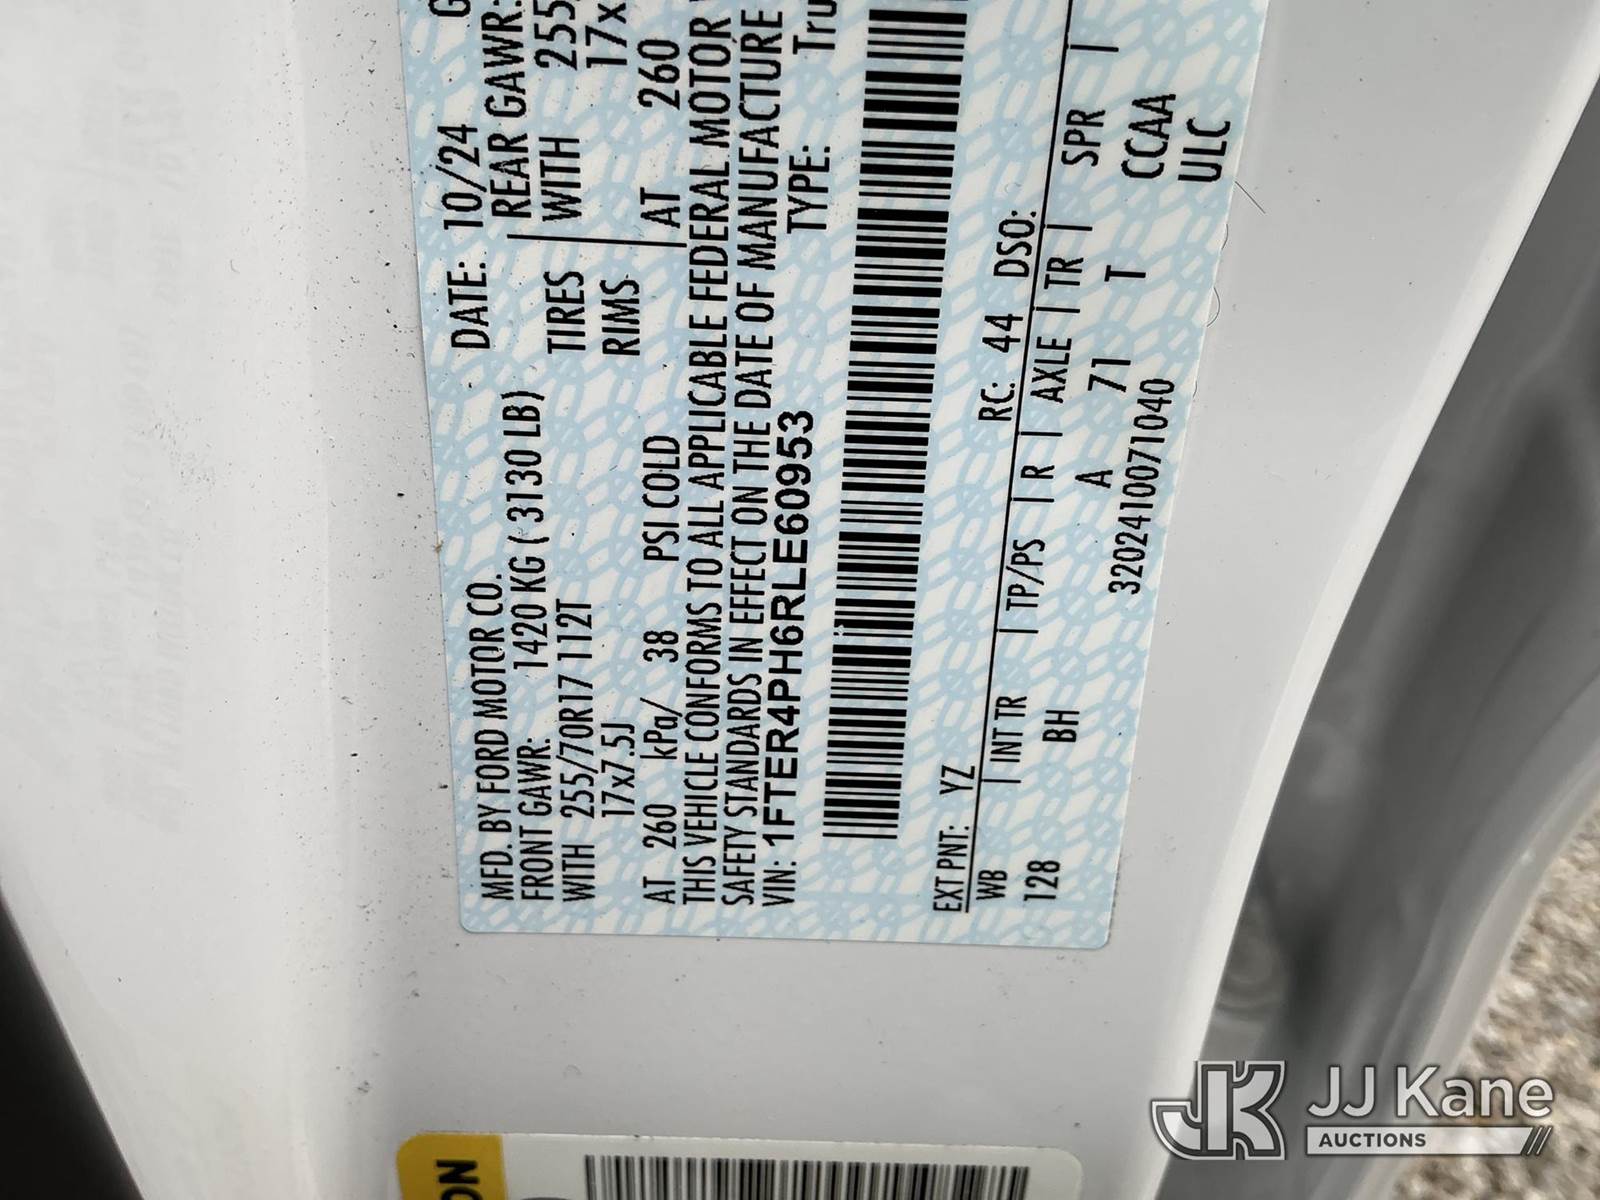 MFD. BY FORD MOTOR CO.
DATE: 10/24 G
FRONT GAWR: 1420 KG ( 3130 LB) REAR GAWR:
WITH 255/70R17 112T TIRES WITH 255
17x7.5J RIMS 17x
AT 260 kPa/ 38 PSI COLD AT 260
THIS VEHICLE CONFORMS TO ALL APPLICABLE FEDERAL MOTOR
SAFETY STANDARDS IN EFFECT ON THE DATE OF MANUFACTURE
VIN: 1FTER4PH6RLE60953 TYPE: Tru
EXT PNT: YZ RC: 44 DSO:
WB | INT TR | TP/PS | R | AXLE | TR | SPR |
128 BH A 71 T CCAA
3202410071040 ULC
ON
JK JJ Kane
AUCTIONS